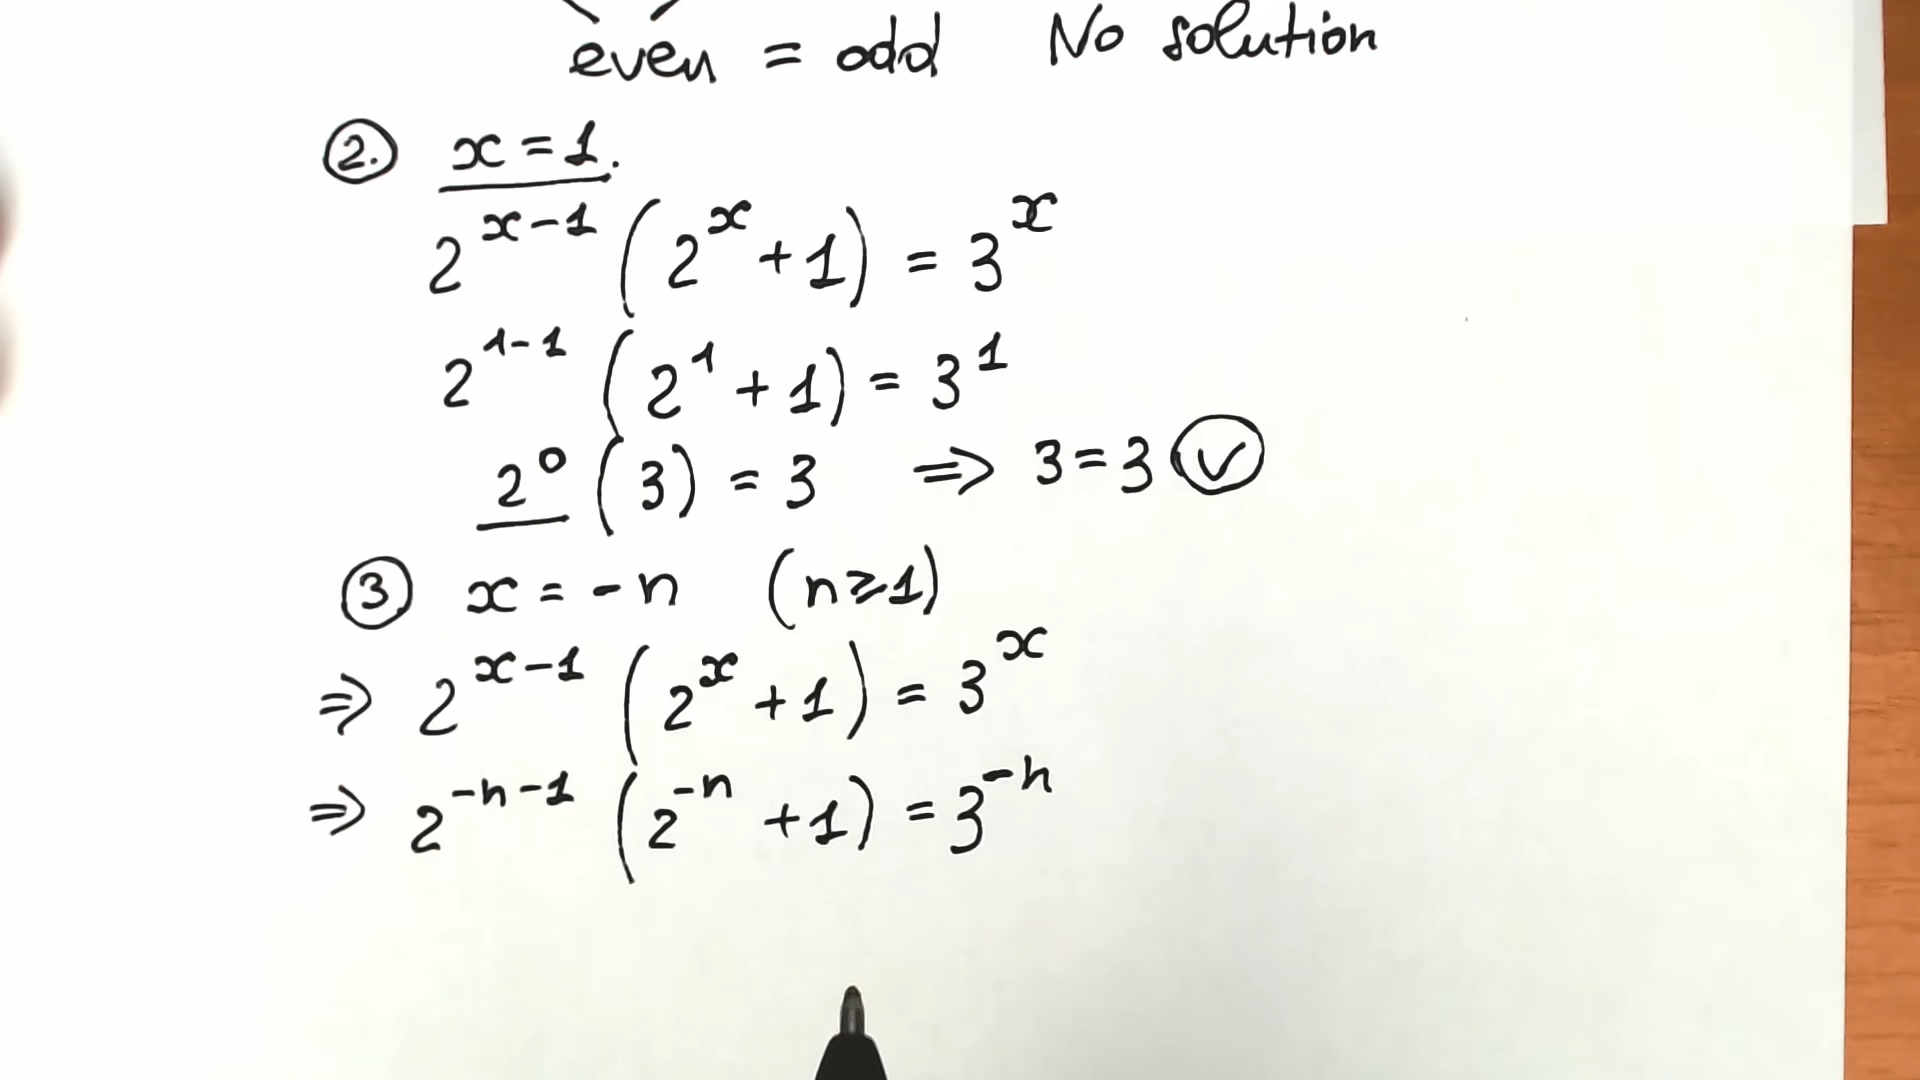 even = odd No solution
2. x = 1.
2^{x-1} (2^x + 1) = 3^x
2^{1-1} (2^1 + 1) = 3^1
2^0 (3) = 3 ⇒ 3 = 3 ✓
3 x = -n (n ≥ 1)
⇒ 2^{x-1} (2^x + 1) = 3^x
⇒ 2^{-n-1} (2^{-n} + 1) = 3^{-n}